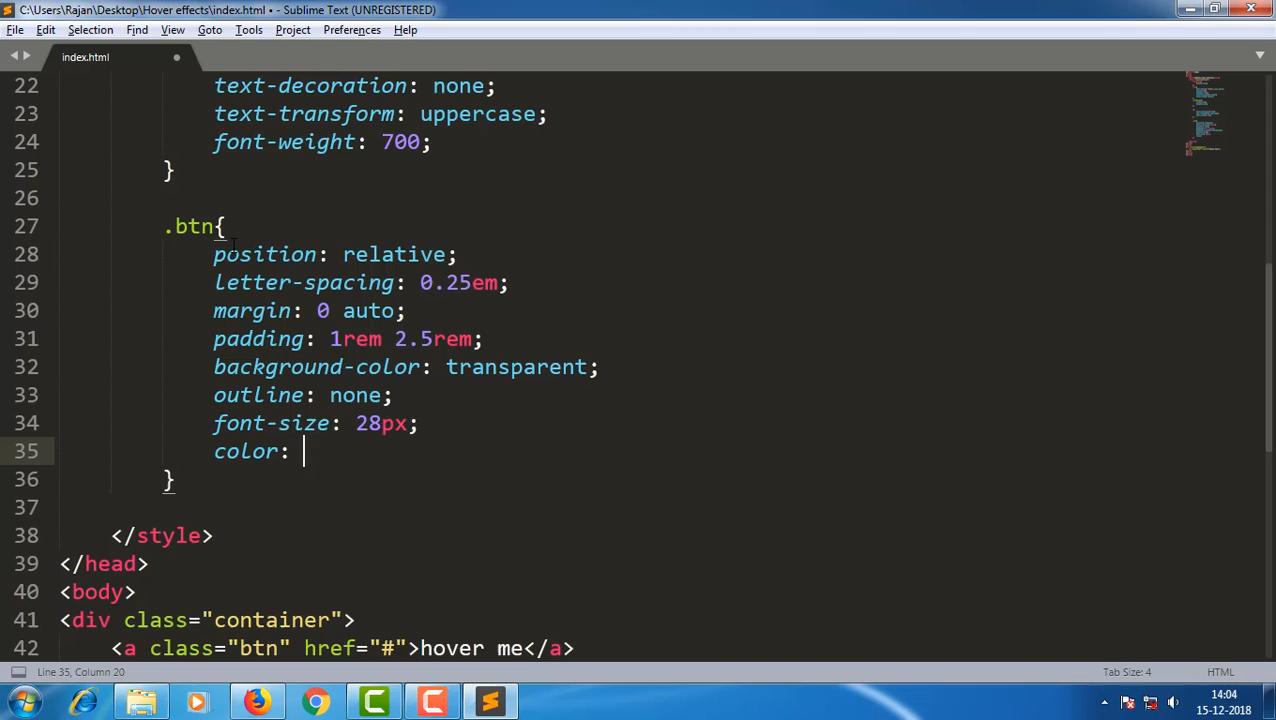 C:\Users\Rajan\Desktop\Hover effects\index.html • - Sublime Text (UNREGISTERED)
File Edit Selection Find View Goto Tools Project Preferences Help
index.html
22 text-decoration: none;
23 text-transform: uppercase;
24 font-weight: 700;
25 }
26
27 .btn{
28 position: relative;
29 letter-spacing: 0.25em;
30 margin: 0 auto;
31 padding: 1rem 2.5rem;
32 background-color: transparent;
33 outline: none;
34 font-size: 28px;
35 color:
36 }
37
38 </style>
39 </head>
40 <body>
41 <div class="container">
42 <a class="btn" href="#">hover me</a>
Line 35, Column 20 Tab Size: 4 HTML
14:04
15-12-2018